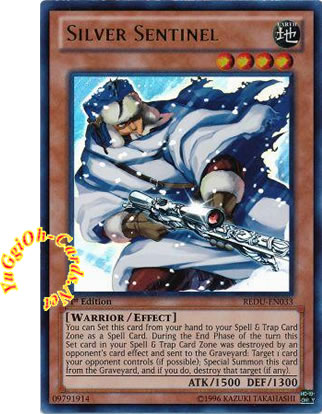 SILVER SENTINEL
EARTH
地
YuGgiOh-Cards.Net
1st Edition
REDU-EN033
[WARRIOR / EFFECT]
You can Set this card from your hand to your Spell & Trap Card
Zone as a Spell Card. During the End Phase of the turn this
Set card in your Spell & Trap Card Zone was destroyed by an
opponent's card effect and sent to the Graveyard: Target 1 card
your opponent controls (if possible); Special Summon this card
from the Graveyard, and if you do, destroy that target (if any).
ATK/1500 DEF/1300
09791914
©1996 KAZUKI TAKAHASHI